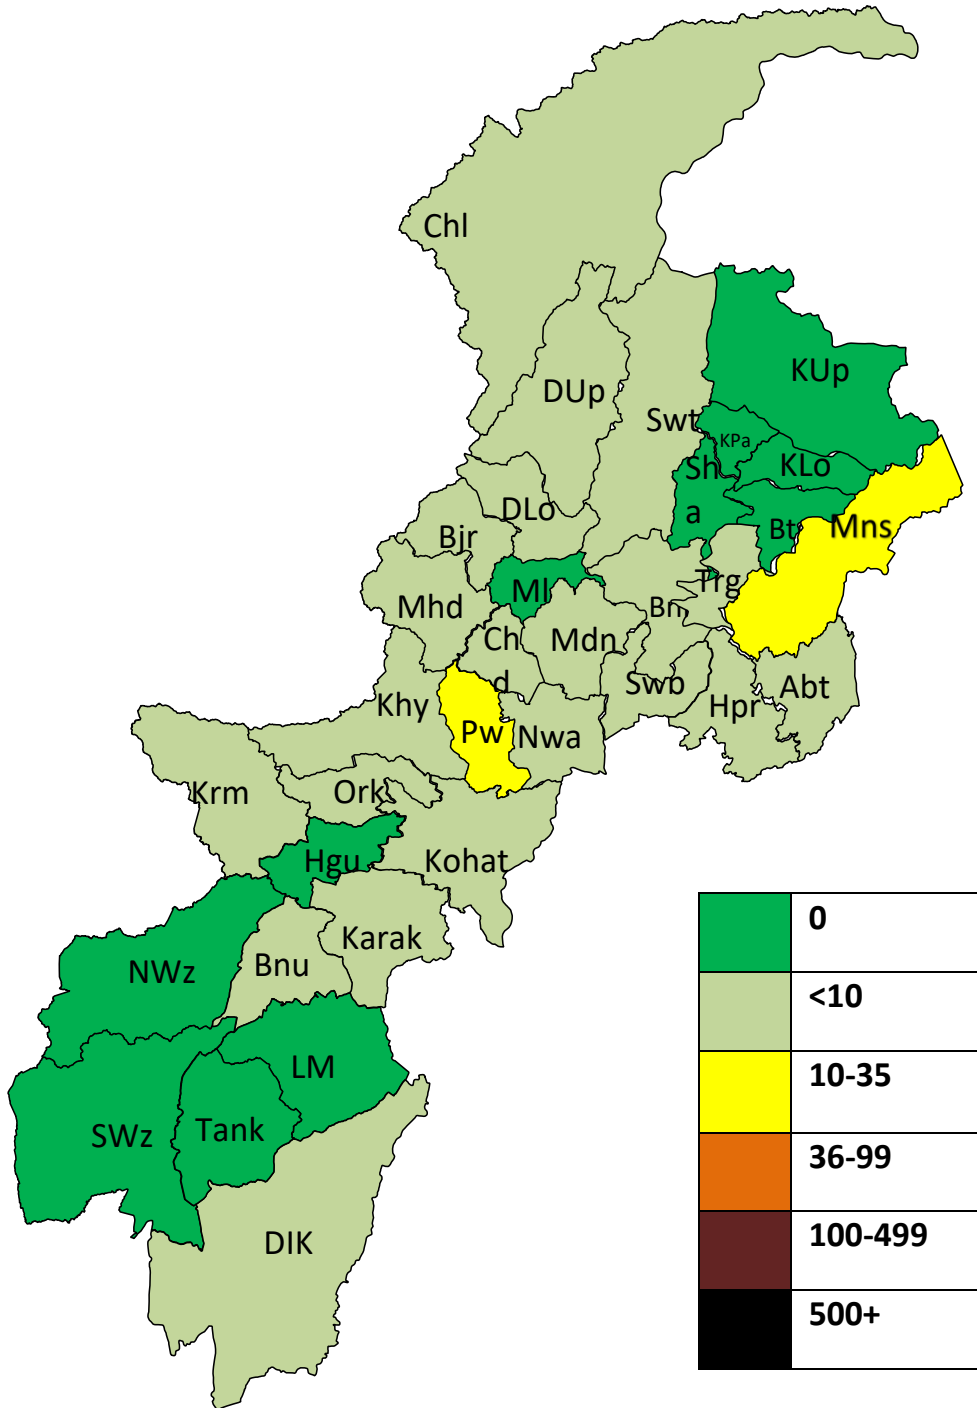 Chl
DUp
KUp
Swt
KPa
Sh
a
KLo
DLo
Bjr
Bt
Mns
Ml
Trg
Mhd
Bn
Ch
d
Mdn
Swb
Abt
Khy
Hpr
Pw
Nwa
Krm
Ork
Hgu
Kohat
Karak
Bnu
NWz
LM
SWz
Tank
DIK
0
<10
10-35
36-99
100-499
500+